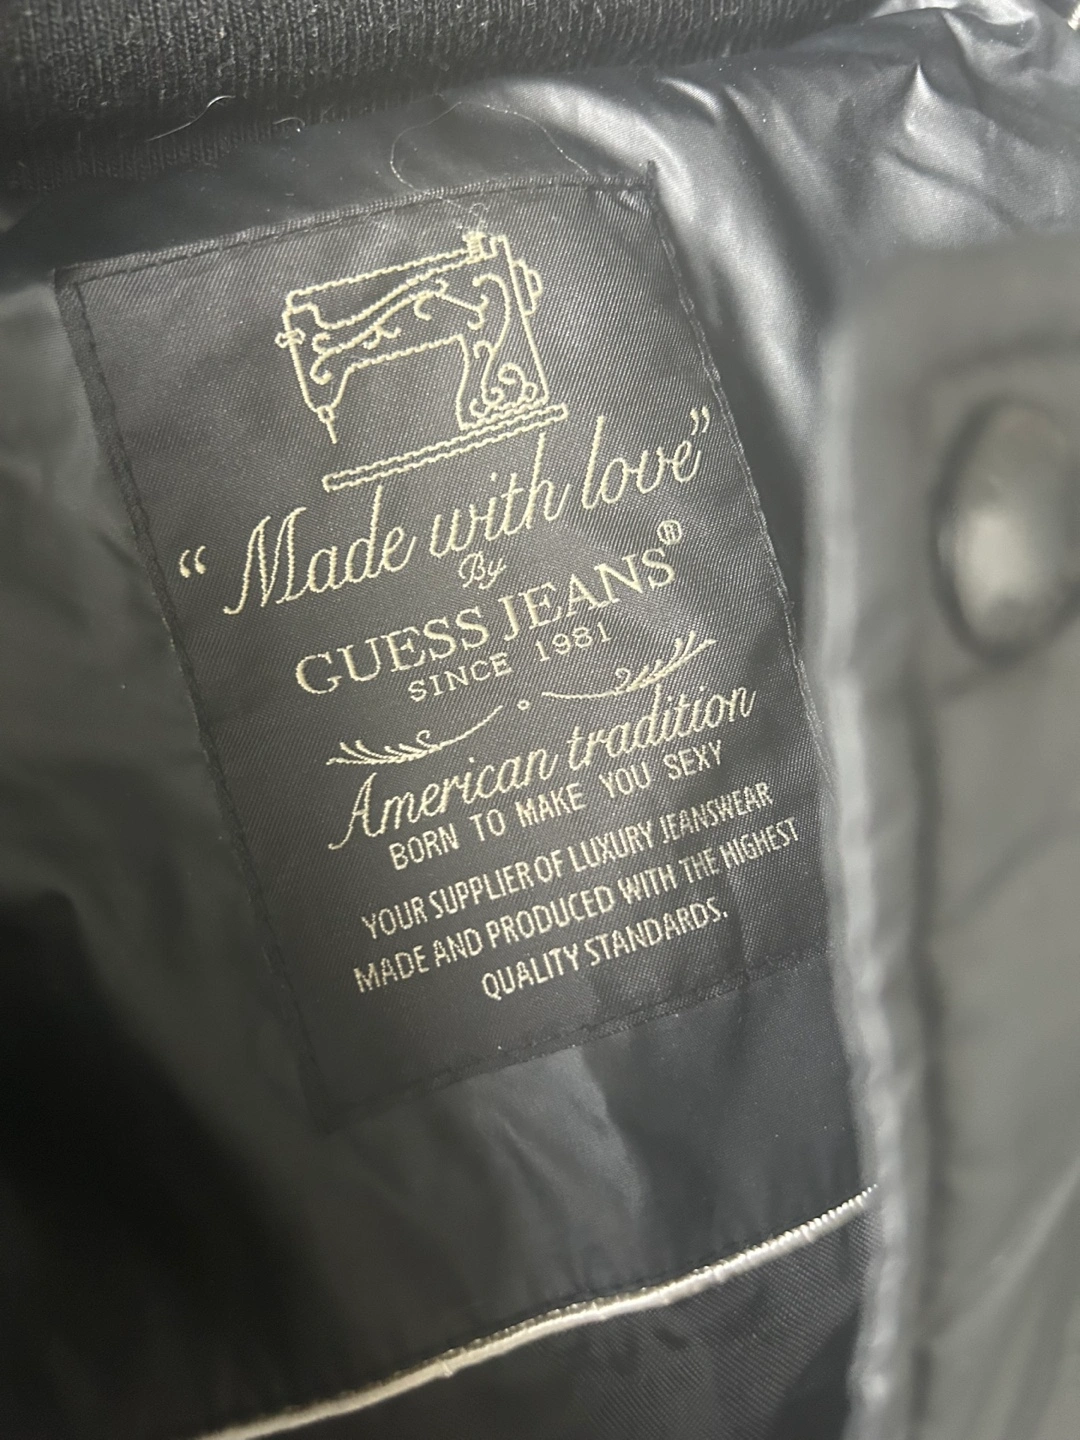 “Made with love”
By
GUESS JEANS®
SINCE 1981
American tradition
BORN TO MAKE YOU SEXY
YOUR SUPPLIER OF LUXURY JEANSWEAR
MADE AND PRODUCED WITH THE HIGHEST
QUALITY STANDARDS.